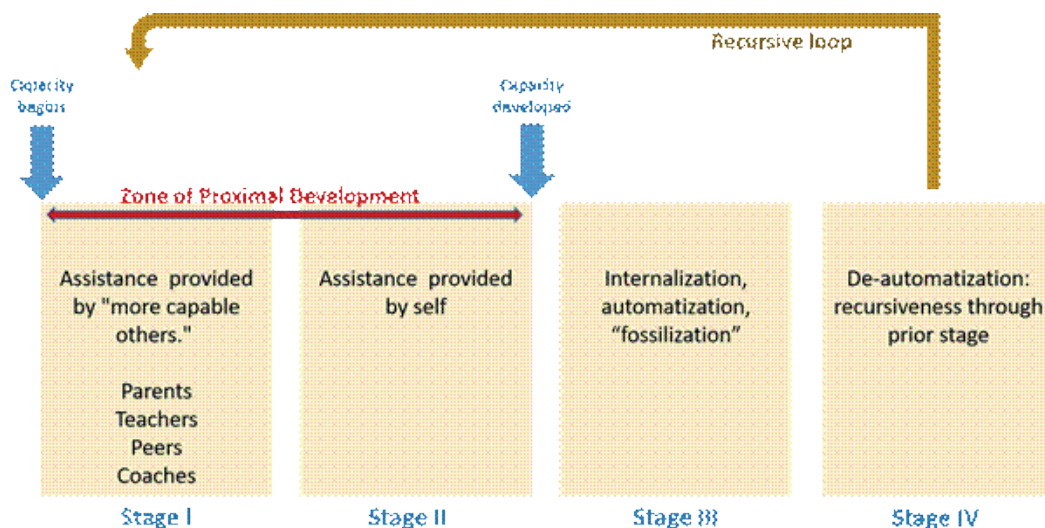 Recursive loop
Capacity
begins
Capacity
developed
Zone of Proximal Development
Assistance provided
by "more capable
others."
Parents
Teachers
Peers
Coaches
Stage I
Assistance provided
by self
Stage II
Internalization,
automatization,
“fossilization”
Stage III
De-automatization:
recursiveness through
prior stage
Stage IV